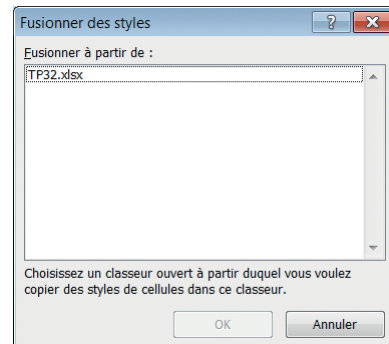 Fusionner des styles
Fusionner à partir de :
TP32.xlsx
Choisissez un classeur ouvert à partir duquel vous voulez
copier des styles de cellules dans ce classeur.
OK
Annuler